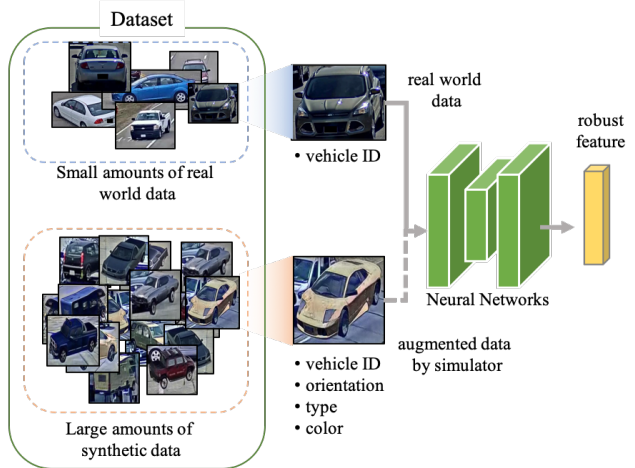 Dataset
Small amounts of real
world data
• vehicle ID
real world
data
robust
feature
Neural Networks
Large amounts of
synthetic data
• vehicle ID
• orientation
• type
• color
augmented data
by simulator